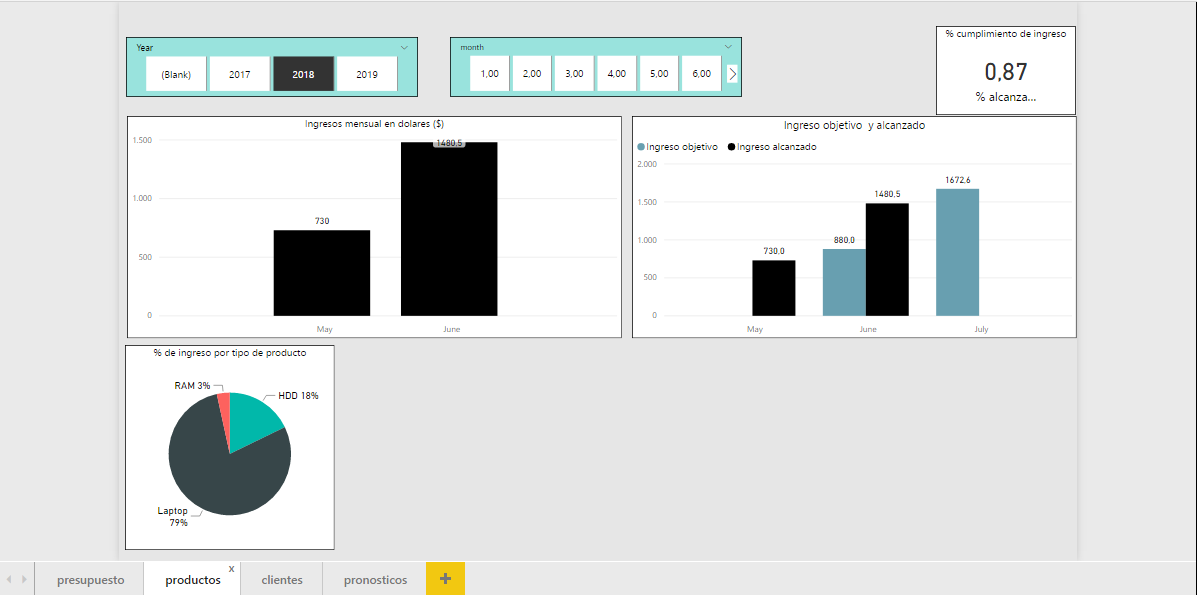 Year
(Blank)
2017
2018
2019
month
1,00
2,00
3,00
4,00
5,00
6,00
% cumplimiento de ingreso
0,87
% alcanza...
Ingresos mensual en dolares ($)
1.500
1.000
500
0
730
1480,5
May
June
Ingreso objetivo  y alcanzado
Ingreso objetivo
Ingreso alcanzado
2.000
1.500
1.000
500
0
730,0
880,0
1480,5
1672,6
May
June
July
% de ingreso por tipo de producto
RAM 3%
HDD 18%
Laptop
79%
presupuesto
productos
x
clientes
pronosticos
+